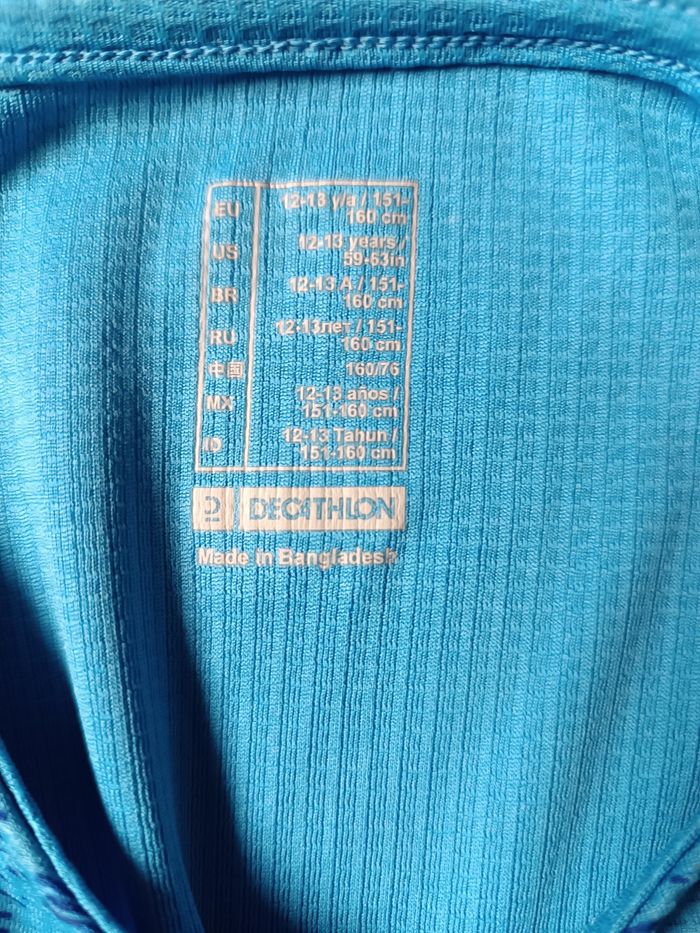 EU 12-13 y/a / 151-
160 cm
US 12-13 years /
59-63in
BR 12-13 A / 151-
160 cm
RU 12-13лет / 151-
160 cm
中国 160/76
MX 12-13 años /
151-160 cm
ID 12-13 Tahun /
151-160 cm
DECATHLON
Made in Bangladesh